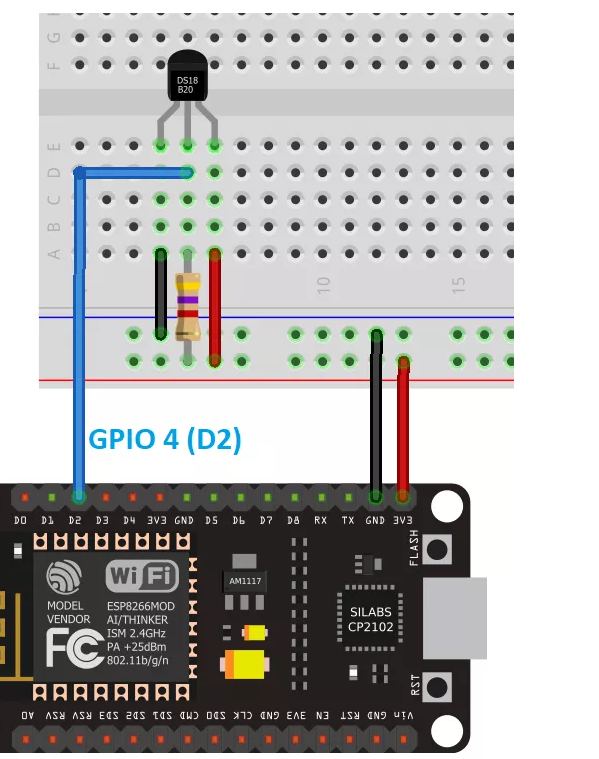 G
F
DS18
B20
E
D
C
B
A
10
15
GPIO 4 (D2)
D0 D1 D2 D3 D4 3V3 GND D5 D6 D7 D8 RX TX GND 3V3
FLASH
WiFi
MODEL
VENDOR
ESP8266MOD
AI/THINKER
ISM 2.4GHz
PA +25dBm
802.11b/g/n
FC
AM1117
SILABS
CP2102
RST
A0 RSV RSV SD3 SD2 SD1 CMD SD0 CLK GND 3V3 EN RST GND Vin